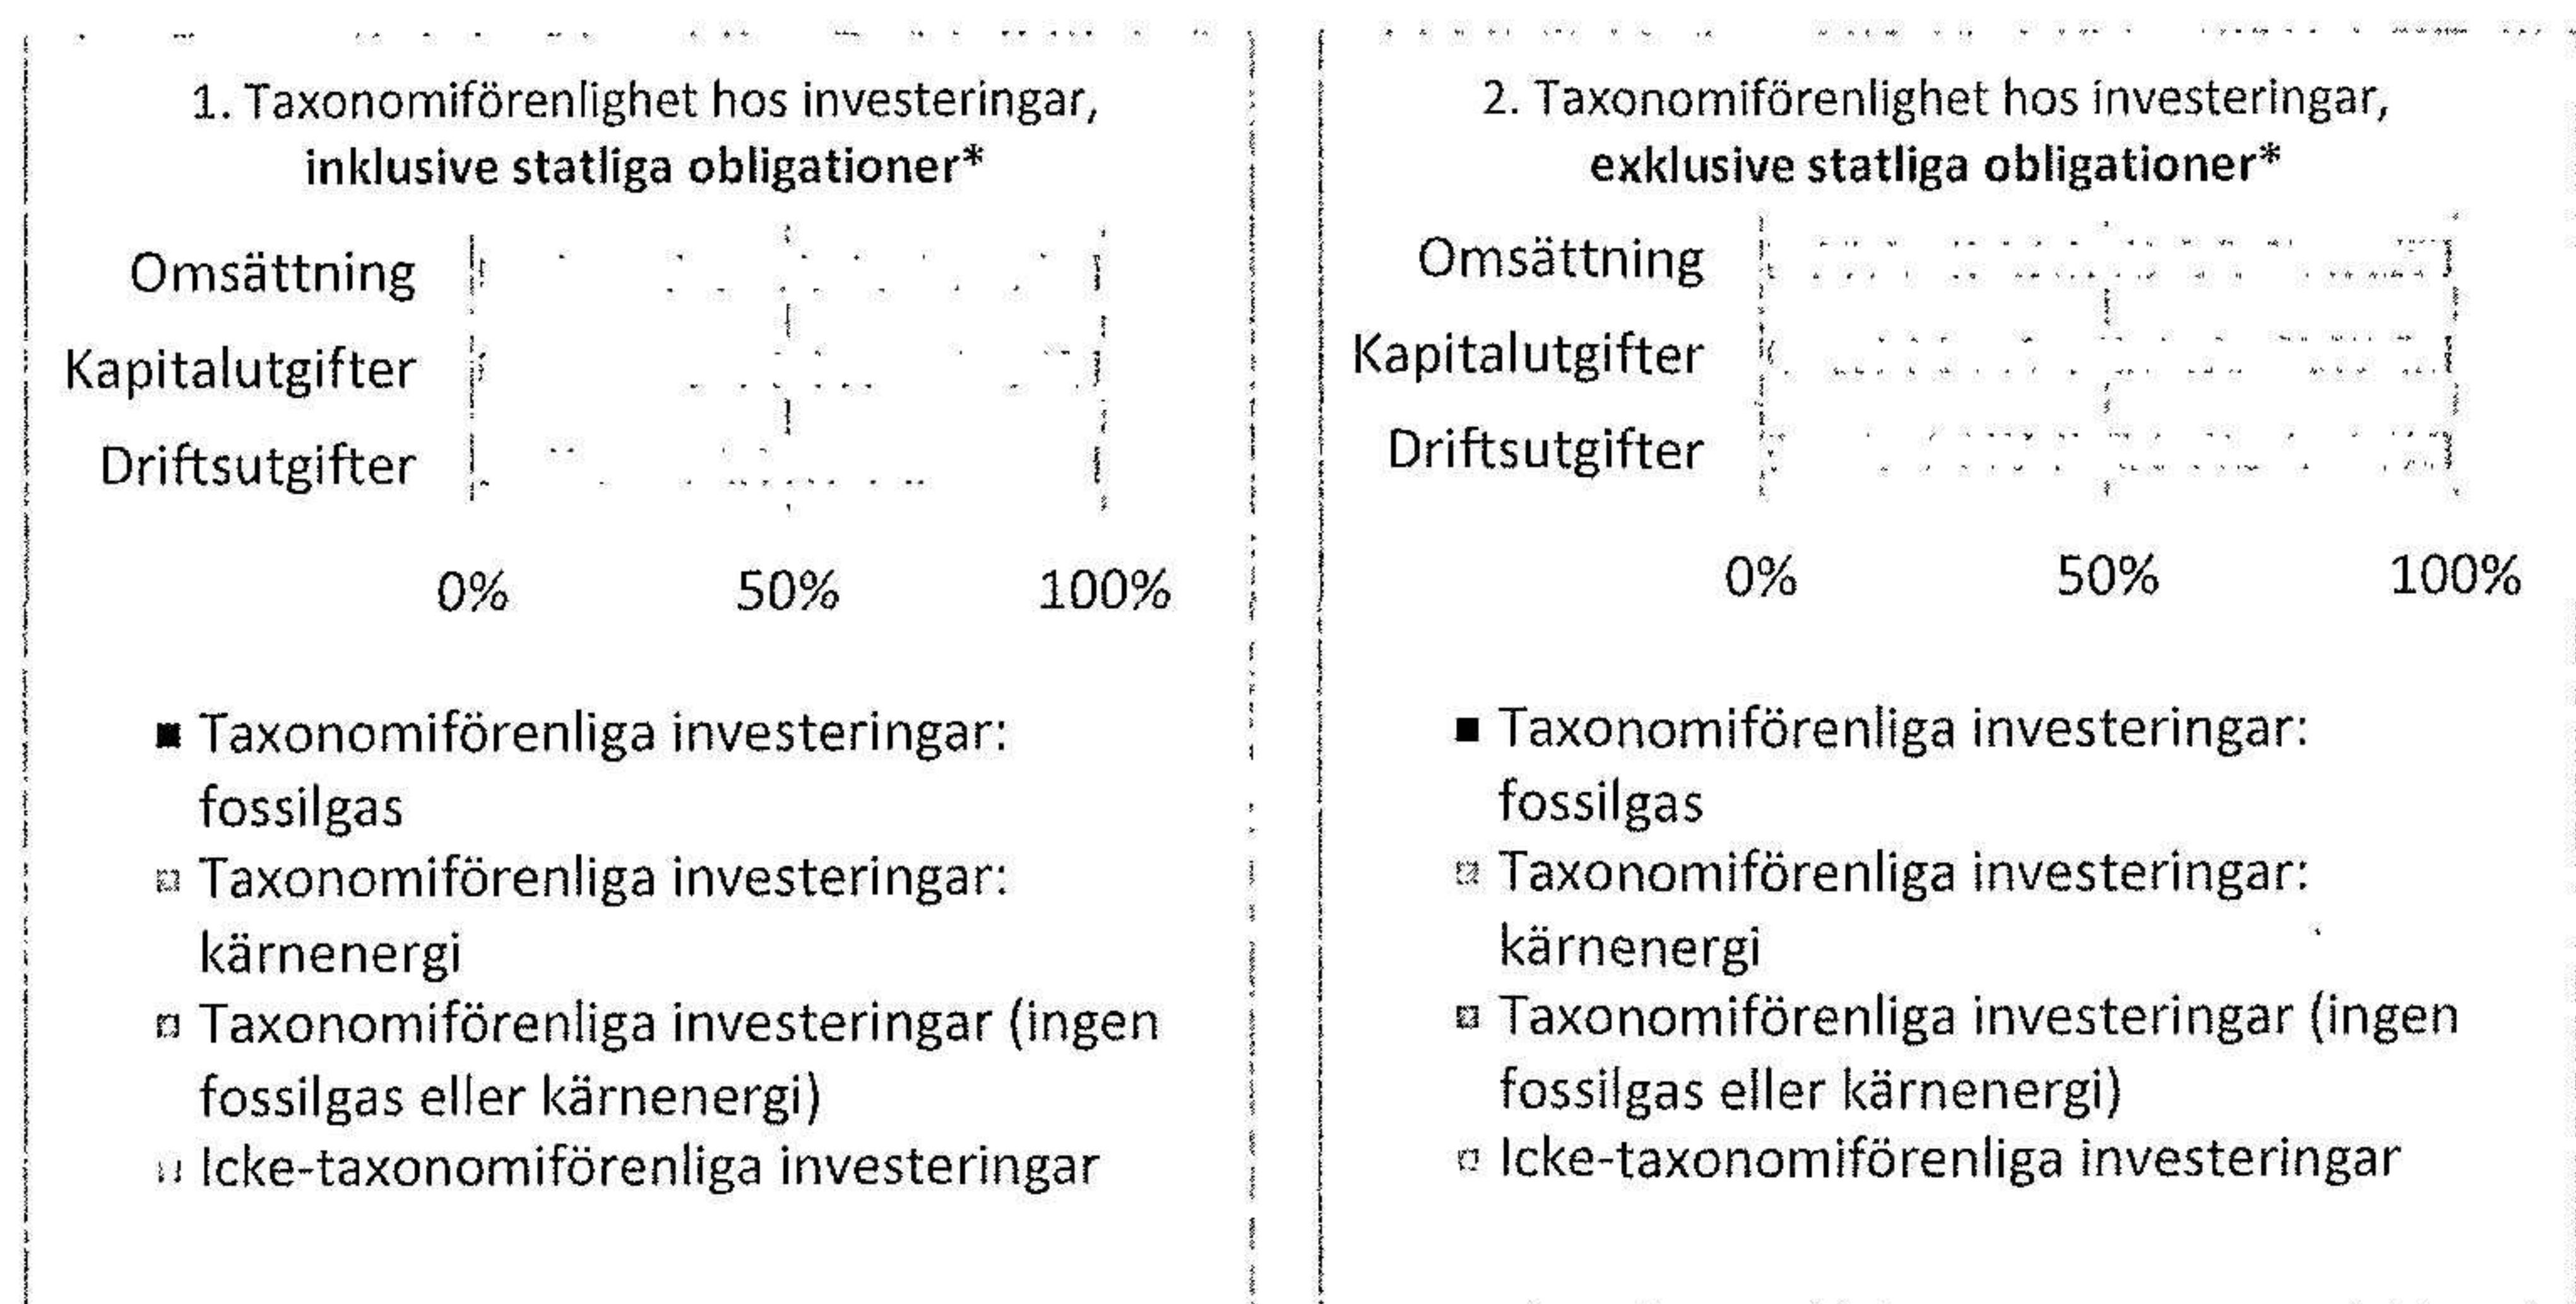 1. Taxonomiförenlighet hos investeringar,
inklusive statliga obligationer*
Omsättning
Kapitalutgifter
Driftsutgifter
0% 50% 100%
Taxonomiförenliga investeringar:
fossilgas
Taxonomiförenliga investeringar:
kärnenergi
Taxonomiförenliga investeringar (ingen
fossilgas eller kärnenergi)
Icke-taxonomiförenliga investeringar
2. Taxonomiförenlighet hos investeringar,
exklusive statliga obligationer*
Omsättning
Kapitalutgifter
Driftsutgifter
0% 50% 100%
Taxonomiförenliga investeringar:
fossilgas
Taxonomiförenliga investeringar:
kärnenergi
Taxonomiförenliga investeringar (ingen
fossilgas eller kärnenergi)
Icke-taxonomiförenliga investeringar